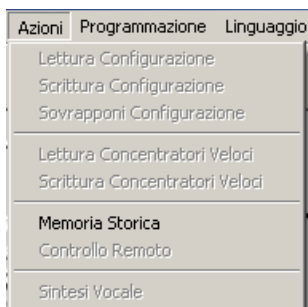 Azioni Programmazione Linguaggio
Lettura Configurazione
Scrittura Configurazione
Sovrapponi Configurazione
Lettura Concentratori Veloci
Scrittura Concentratori Veloci
Memoria Storica
Controllo Remoto
Sintesi Vocale